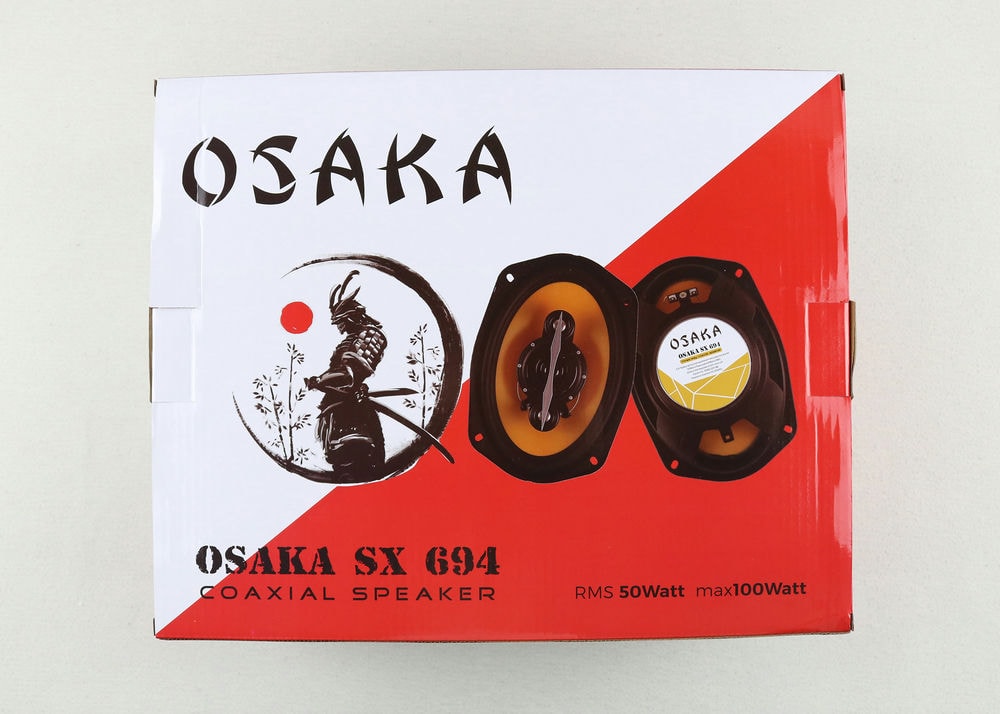 OSAKA
OSAKA
OSAKA SX 694
OSAKA SX 694
COAXIAL SPEAKER
RMS 50Watt max100Watt